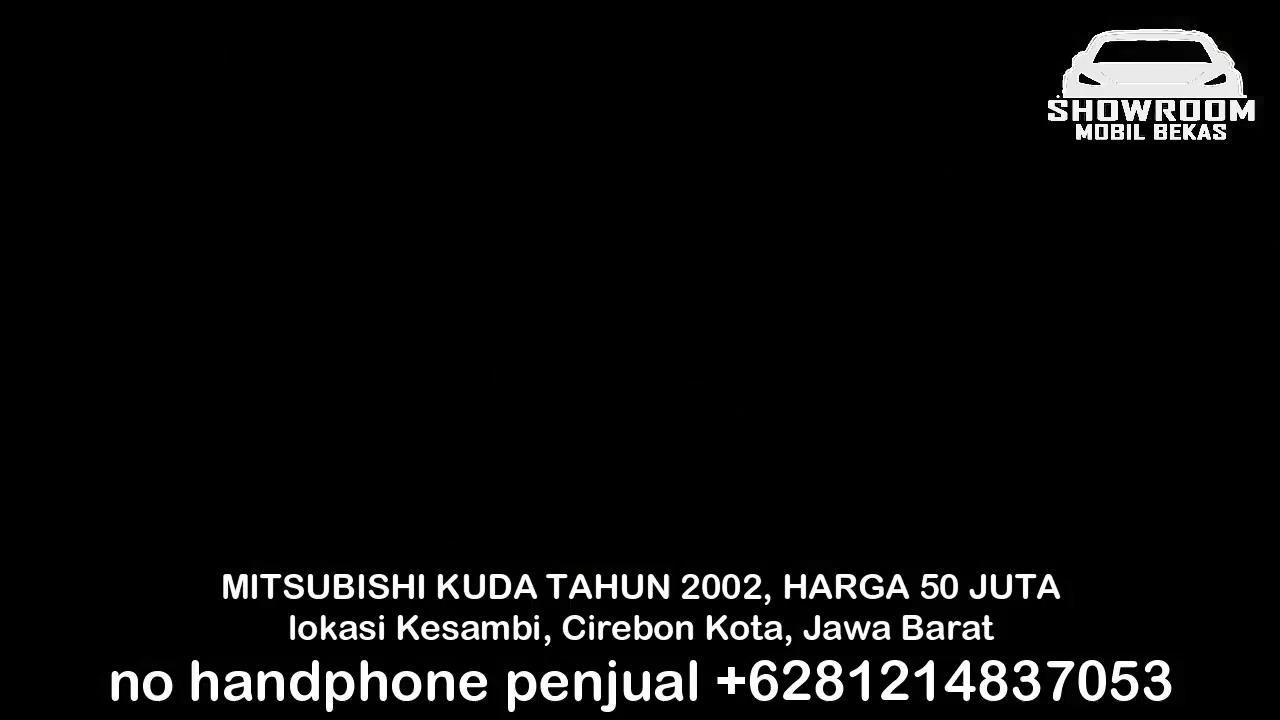 SHOWROOM
MOBIL BEKAS
MITSUBISHI KUDA TAHUN 2002, HARGA 50 JUTA
lokasi Kesambi, Cirebon Kota, Jawa Barat
no handphone penjual +6281214837053